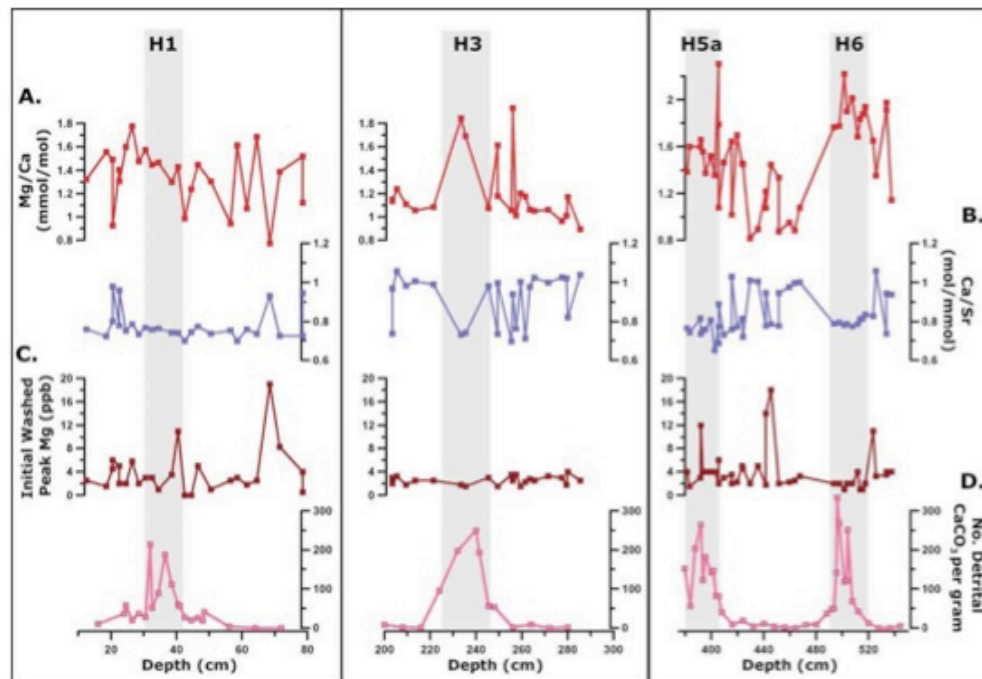 H1
H3
H5a
H6
A.
Mg/Ca
(mmol/mol)
1.8
1.6
1.4
1.2
1
0.8
1.8
1.6
1.4
1.2
1
0.8
2
1.6
1.2
0.8
B.
Ca/Sr
(mol/mmol)
1.2
1
0.8
0.6
1.2
1
0.8
0.6
1.2
1
0.8
0.6
C.
Initial Washed
Peak Mg (ppb)
20
16
12
8
4
0
20
16
12
8
4
0
20
16
12
8
4
0
D.
No. Detrital
CaCO₃ per gram
300
200
100
0
300
200
100
0
300
200
100
0
20 40 60 80
Depth (cm)
200 220 240 260 280 300
Depth (cm)
400 440 480 520
Depth (cm)